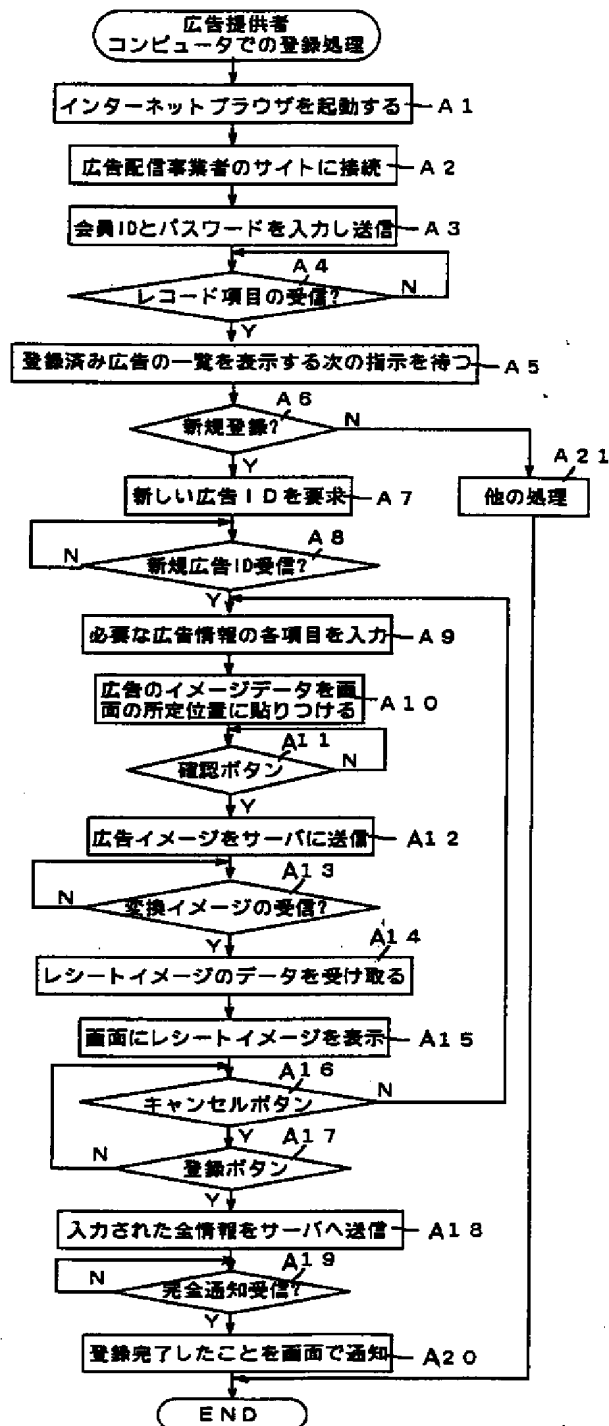 広告提供者
コンピュータでの登録処理
インターネットブラウザを起動する
A1
広告配信事業者のサイトに接続
A2
会員IDとパスワードを入力し送信
A3
A4
レコード項目の受信?
N
Y
登録済み広告の一覧を表示する次の指示を待つ
A5
A6
新規登録?
N
Y
A21
新しい広告IDを要求
A7
他の処理
A8
N
新規広告ID受信?
Y
必要な広告情報の各項目を入力
A9
広告のイメージデータを画
面の所定位置に貼りつける
A10
A11
確認ボタン
N
Y
広告イメージをサーバに送信
A12
A13
N
変換イメージの受信?
Y
A14
レシートイメージのデータを受け取る
画面にレシートイメージを表示
A15
A16
キャンセルボタン
N
Y
A17
N
登録ボタン
Y
入力された全情報をサーバへ送信
A18
A19
N
完全通知受信?
Y
登録完了したことを画面で通知
A20
END